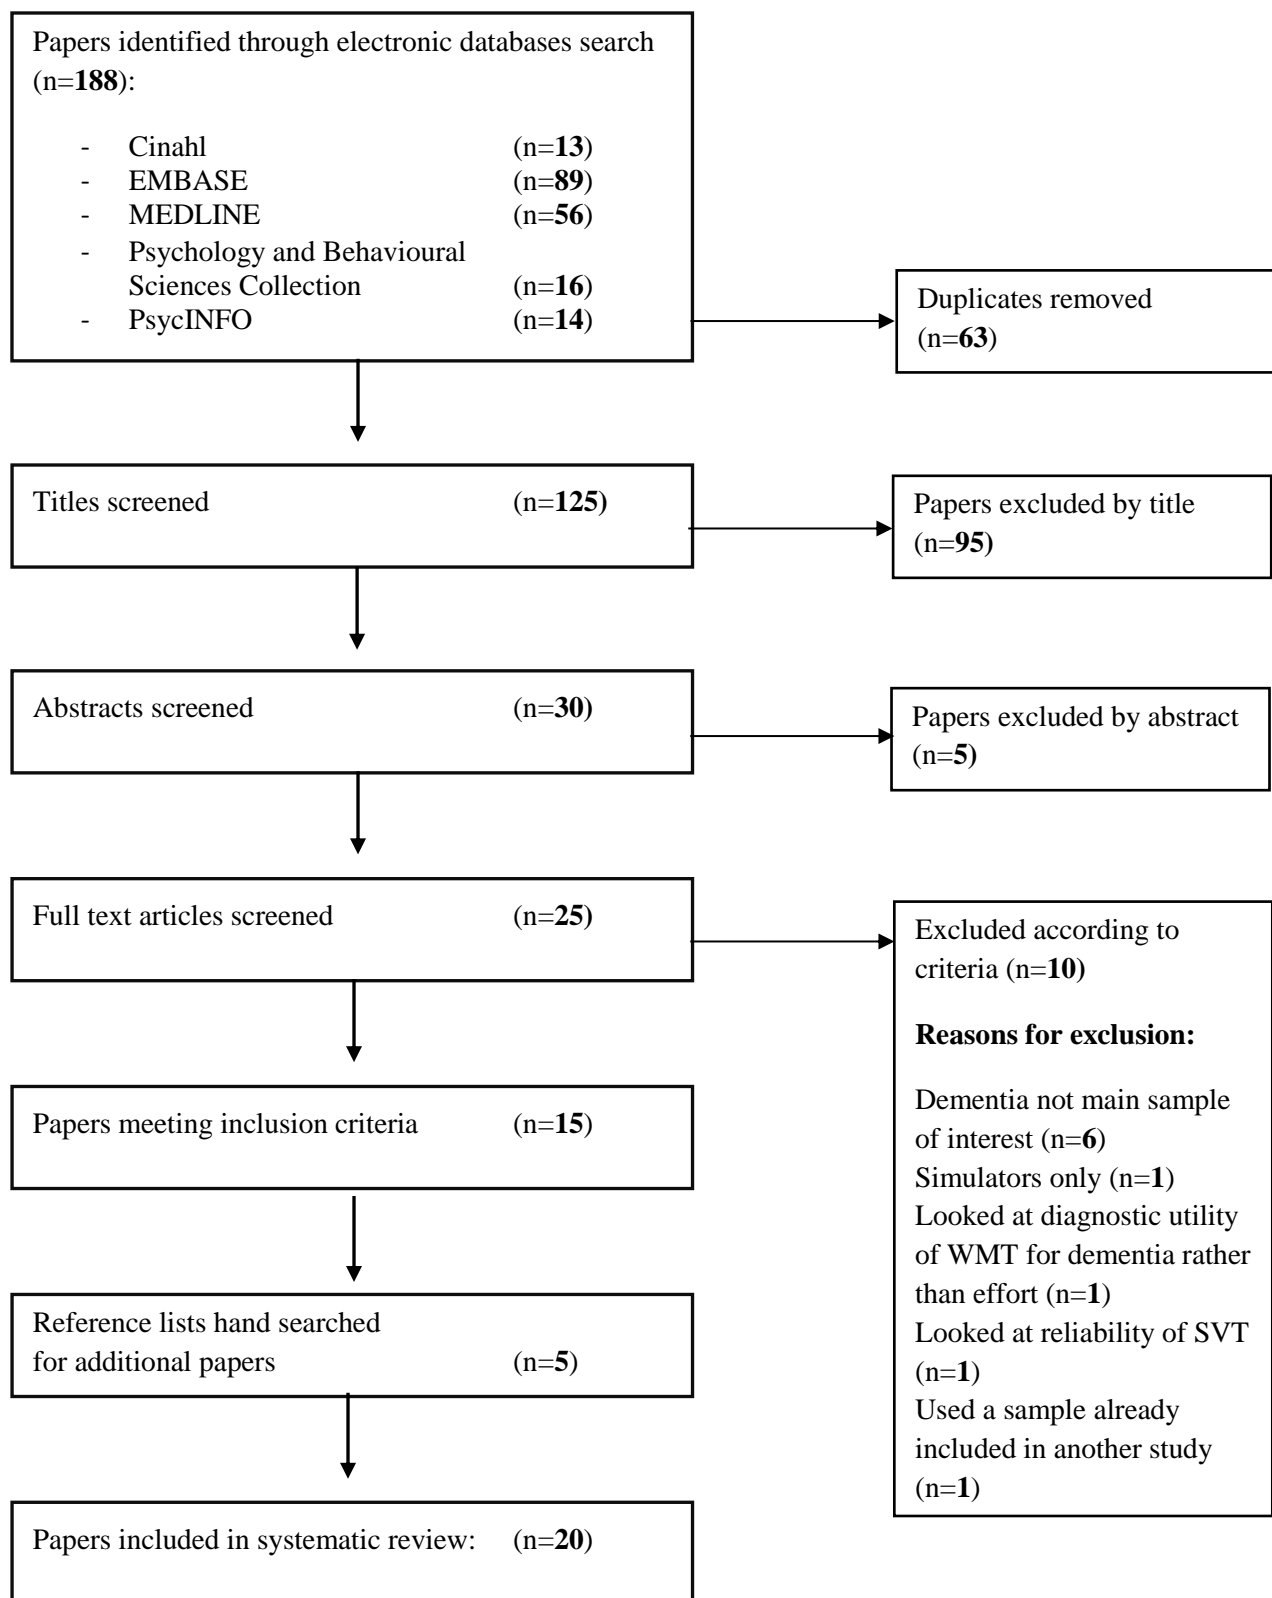 Papers identified through electronic databases search
(n=188):
- Cinahl (n=13)
- EMBASE (n=89)
- MEDLINE (n=56)
- Psychology and Behavioural
Sciences Collection (n=16)
- PsycINFO (n=14)
Duplicates removed
(n=63)
Titles screened (n=125)
Papers excluded by title
(n=95)
Abstracts screened (n=30)
Papers excluded by abstract
(n=5)
Full text articles screened (n=25)
Excluded according to
criteria (n=10)
Reasons for exclusion:
Dementia not main sample
of interest (n=6)
Simulators only (n=1)
Looked at diagnostic utility
of WMT for dementia rather
than effort (n=1)
Looked at reliability of SVT
(n=1)
Used a sample already
included in another study
(n=1)
Papers meeting inclusion criteria (n=15)
Reference lists hand searched
for additional papers (n=5)
Papers included in systematic review: (n=20)